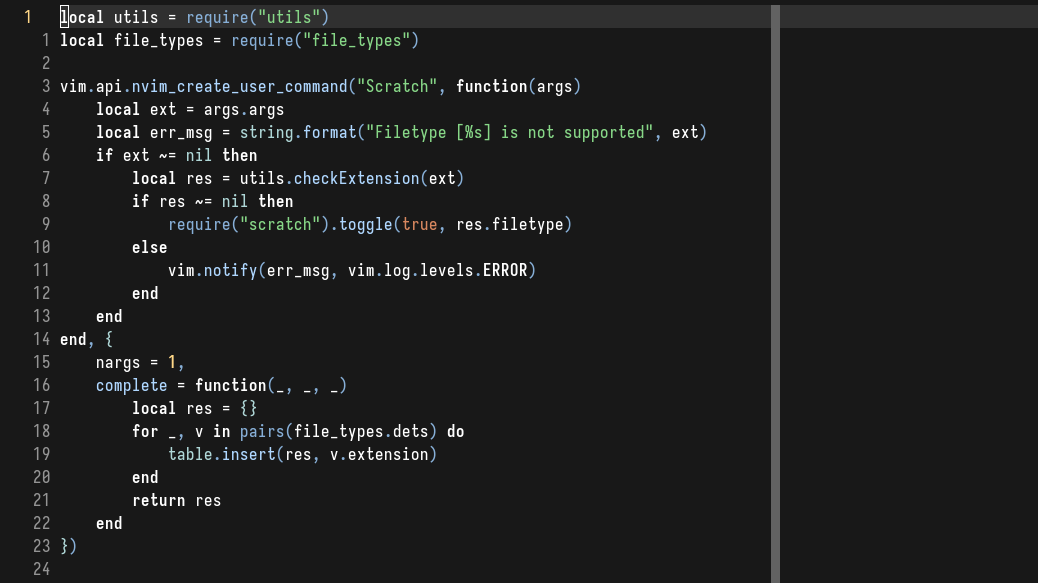 1 local utils = require("utils")
1 local file_types = require("file_types")
2
3 vim.api.nvim_create_user_command("Scratch", function(args)
4     local ext = args.args
5     local err_msg = string.format("Filetype [%s] is not supported", ext)
6     if ext ~= nil then
7         local res = utils.checkExtension(ext)
8         if res ~= nil then
9             require("scratch").toggle(true, res.filetype)
10         else
11             vim.notify(err_msg, vim.log.levels.ERROR)
12         end
13     end
14 end, {
15     nargs = 1,
16     complete = function(_, _, _)
17         local res = {}
18         for _, v in pairs(file_types.dets) do
19             table.insert(res, v.extension)
20         end
21         return res
22     end
23 })
24